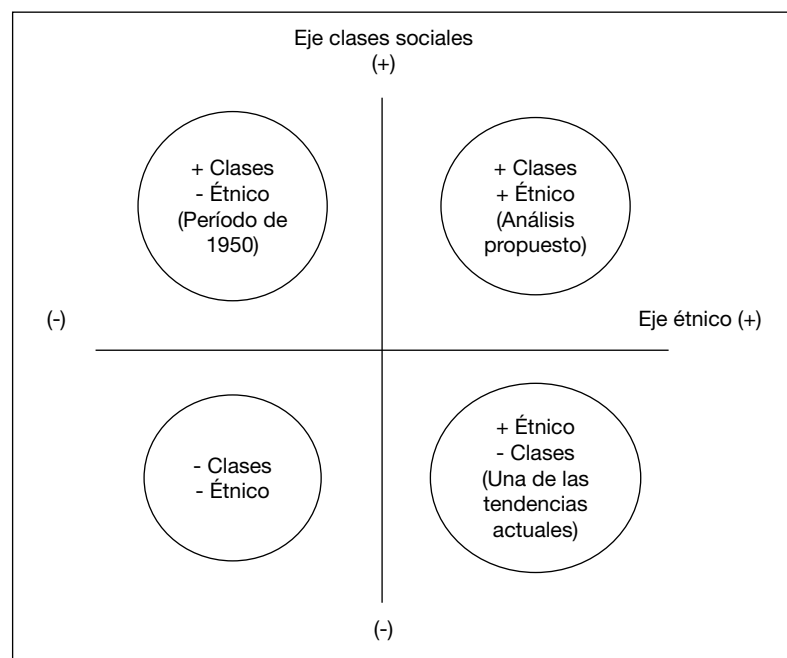 Eje clases sociales
(+)
+ Clases
- Étnico
(Período de
1950)
+ Clases
+ Étnico
(Análisis
propuesto)
(-)
Eje étnico (+)
- Clases
- Étnico
+ Étnico
- Clases
(Una de las
tendencias
actuales)
(-)